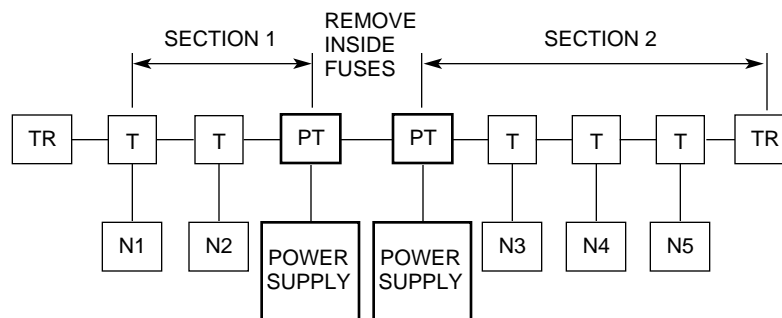 SECTION 1
REMOVE
INSIDE
FUSES
SECTION 2
TR
T
T
PT
PT
T
T
T
TR
N1
N2
POWER
SUPPLY
POWER
SUPPLY
N3
N4
N5